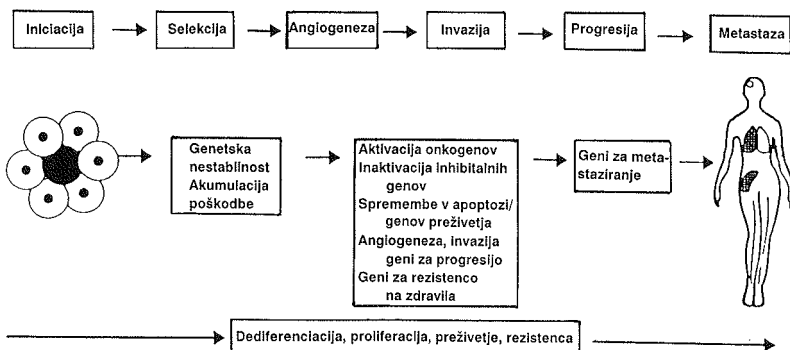 Iniciacija
Selekcija
Angiogeneza
Invazija
Progresija
Metastaza
Genetska
nestabilnost
Akumulacija
poškodbe
Aktivacija onkogenov
Inaktivacija inhibitalnih
genov
Spremembe v apoptozi/
genov preživetja
Angiogeneza, invazija
geni za progresijo
Geni za rezistenco
na zdravila
Geni za meta-
staziranje
Dediferenciacija, proliferacija, preživetje, rezistenca